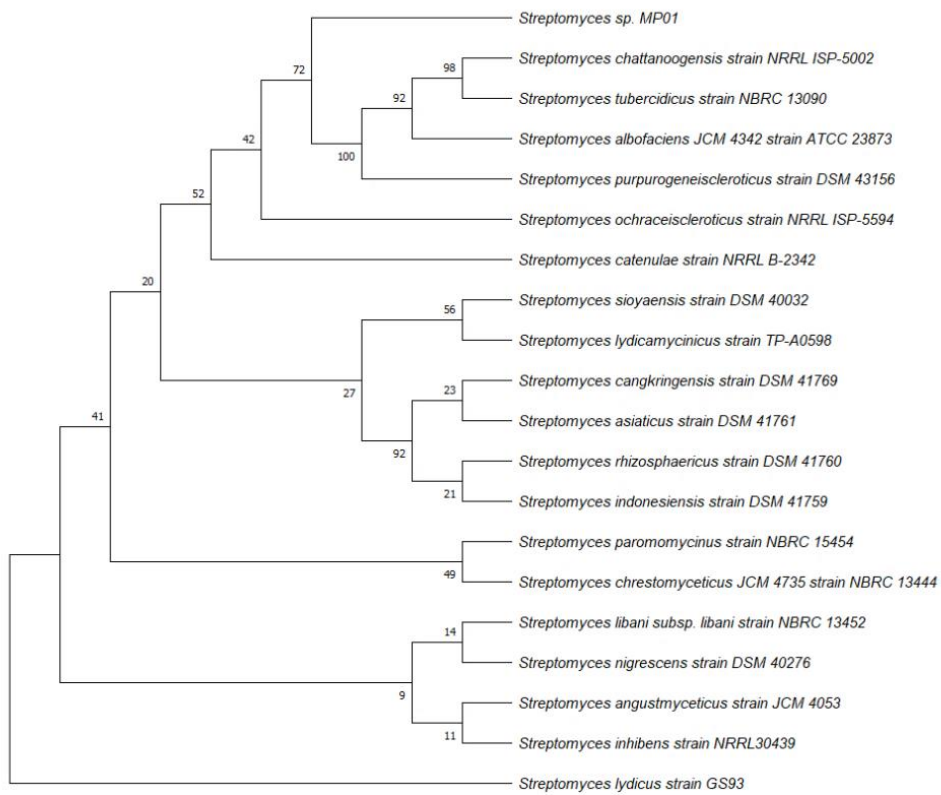 Streptomyces sp. MP01
72
98
Streptomyces chattanoogensis strain NRRL ISP-5002
92
Streptomyces tubercidicus strain NBRC 13090
42
Streptomyces albofaciens JCM 4342 strain ATCC 23873
100
Streptomyces purpurogeneiscleroticus strain DSM 43156
52
Streptomyces ochraceiscleroticus strain NRRL ISP-5594
Streptomyces catenulae strain NRRL B-2342
20
Streptomyces sioyaensis strain DSM 40032
56
Streptomyces lydicamycinicus strain TP-A0598
27
23
Streptomyces cangkringensis strain DSM 41769
41
Streptomyces asiaticus strain DSM 41761
92
Streptomyces rhizosphaericus strain DSM 41760
21
Streptomyces indonesiensis strain DSM 41759
Streptomyces paromomycinus strain NBRC 15454
49
Streptomyces chrestomyceticus JCM 4735 strain NBRC 13444
Streptomyces libani subsp. libani strain NBRC 13452
14
Streptomyces nigrescens strain DSM 40276
9
Streptomyces angustmyceticus strain JCM 4053
11
Streptomyces inhibens strain NRRL30439
Streptomyces lydicus strain GS93